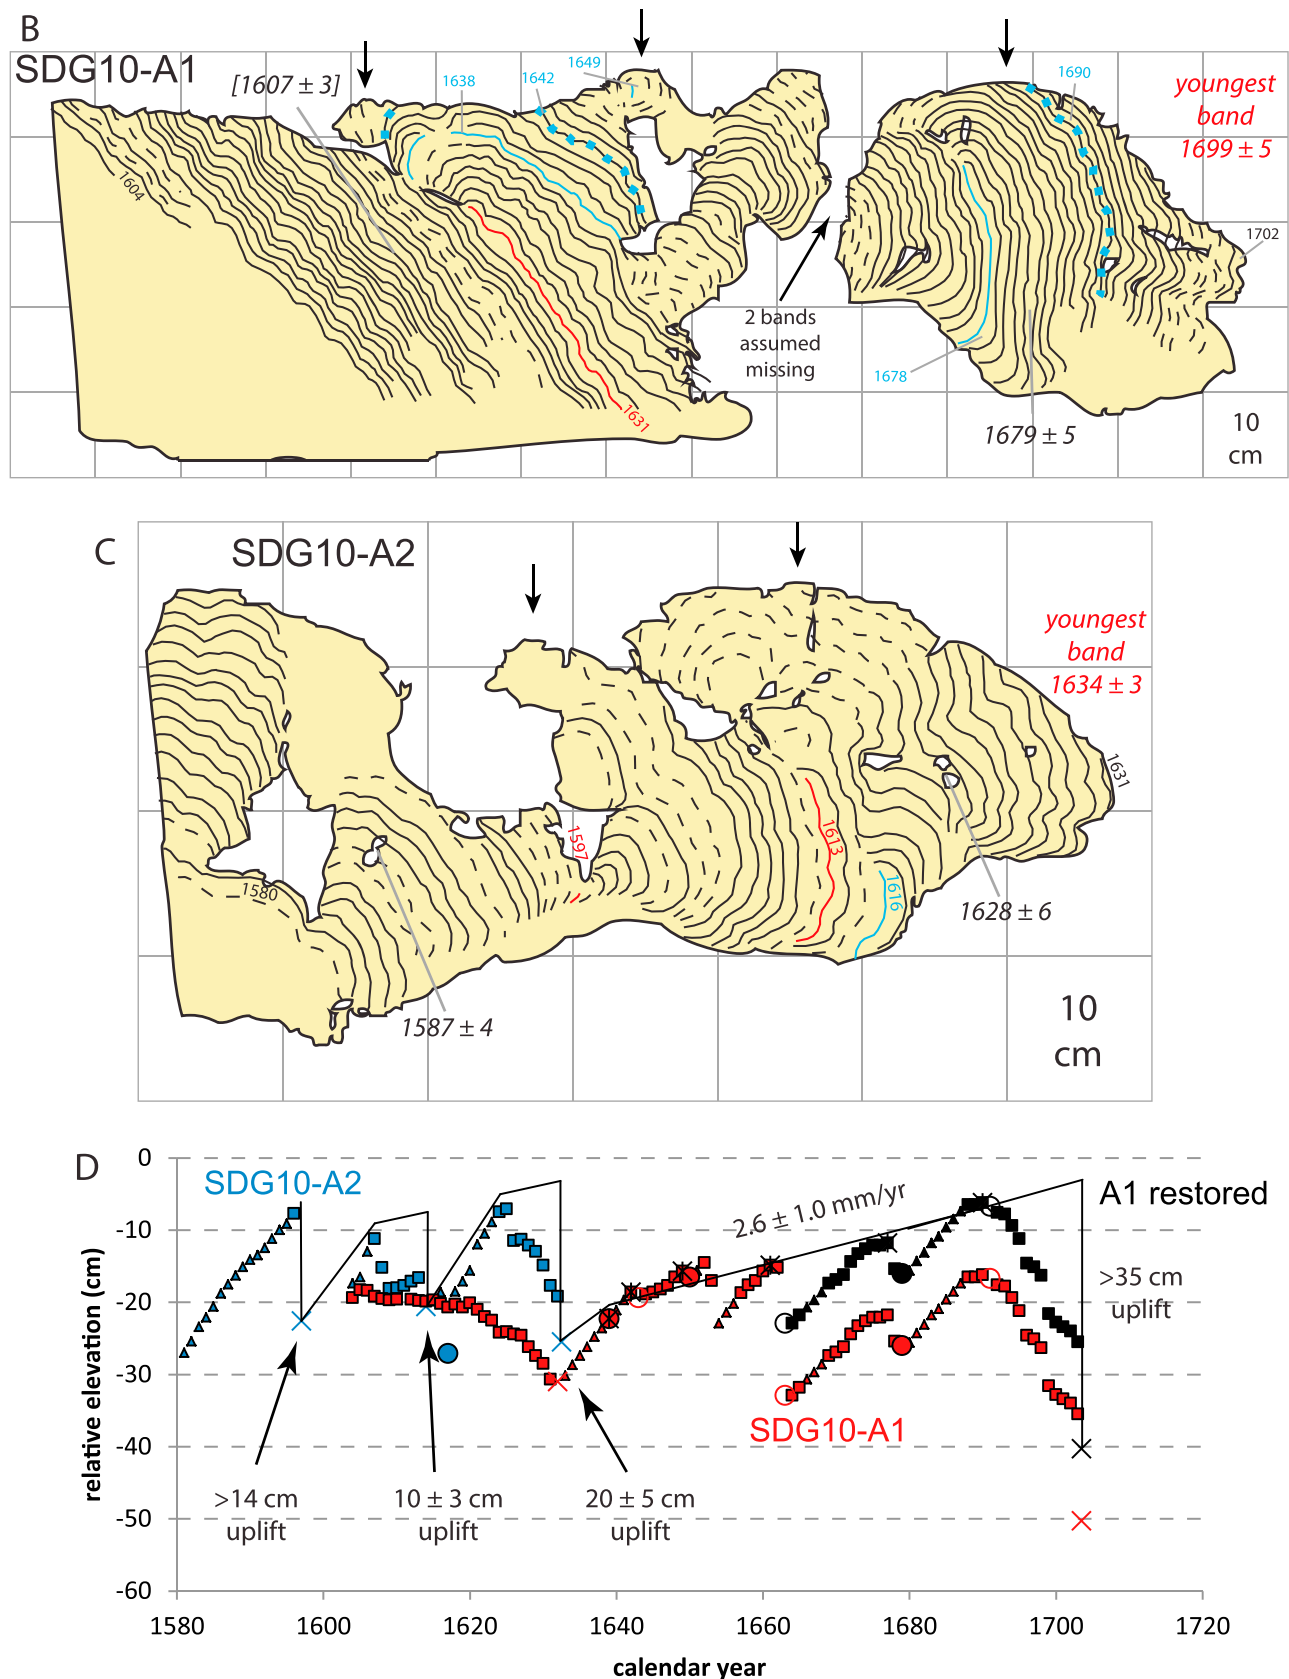 B
SDG10-A1
[1607 ± 3]
1604
1638
1642
1649
1631
2 bands
assumed
missing
1690
youngest
band
1699 ± 5
1702
1678
1679 ± 5
10
cm
C
SDG10-A2
youngest
band
1634 ± 3
1631
1597
1613
1616
1580
1628 ± 6
1587 ± 4
10
cm
D
SDG10-A2
2.6 ± 1.0 mm/yr
A1 restored
>35 cm
uplift
SDG10-A1
>14 cm
uplift
10 ± 3 cm
uplift
20 ± 5 cm
uplift
relative elevation (cm)
0
-10
-20
-30
-40
-50
-60
1580 1600 1620 1640 1660 1680 1700 1720
calendar year